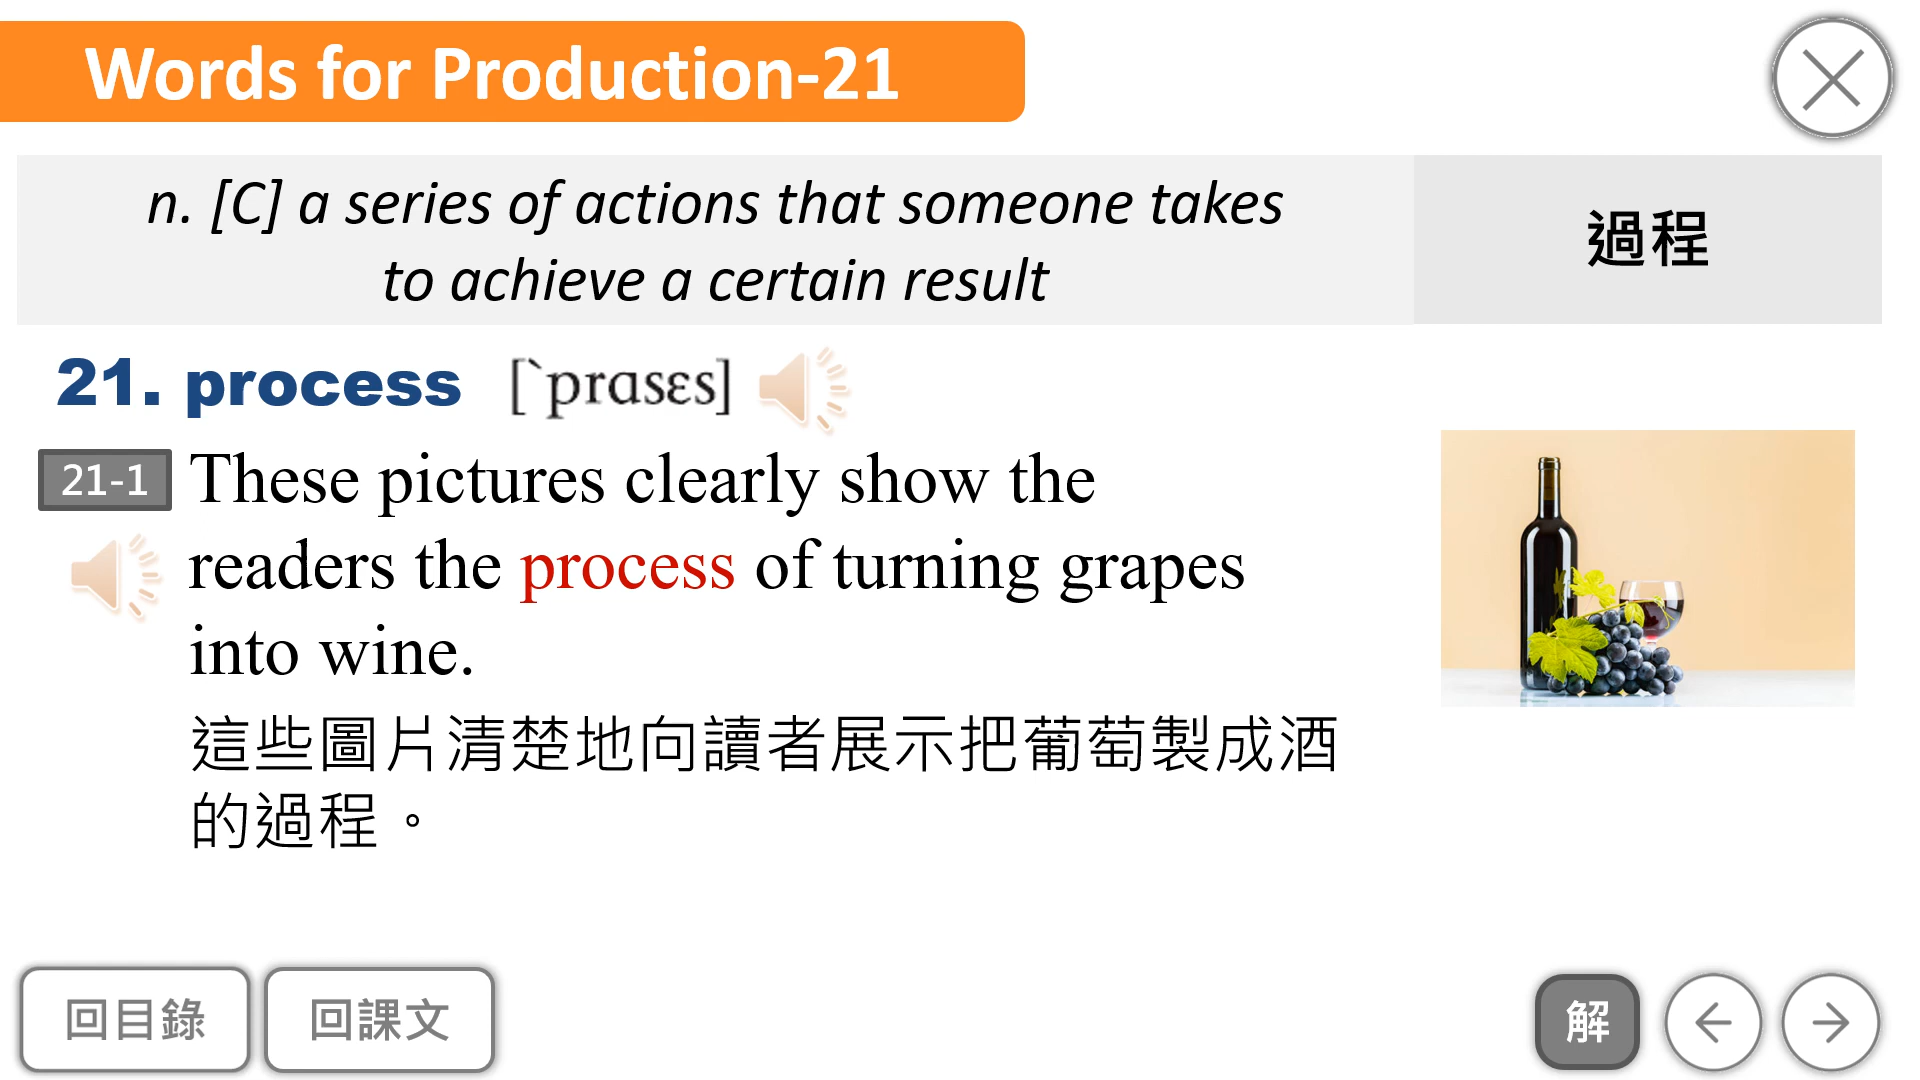 Words for Production-21
n. [C] a series of actions that someone takes
to achieve a certain result
過程
21. process [ˋprɑsɛs]
21-1 These pictures clearly show the
readers the process of turning grapes
into wine.
這些圖片清楚地向讀者展示把葡萄製成酒
的過程。
回目錄 回課文 解